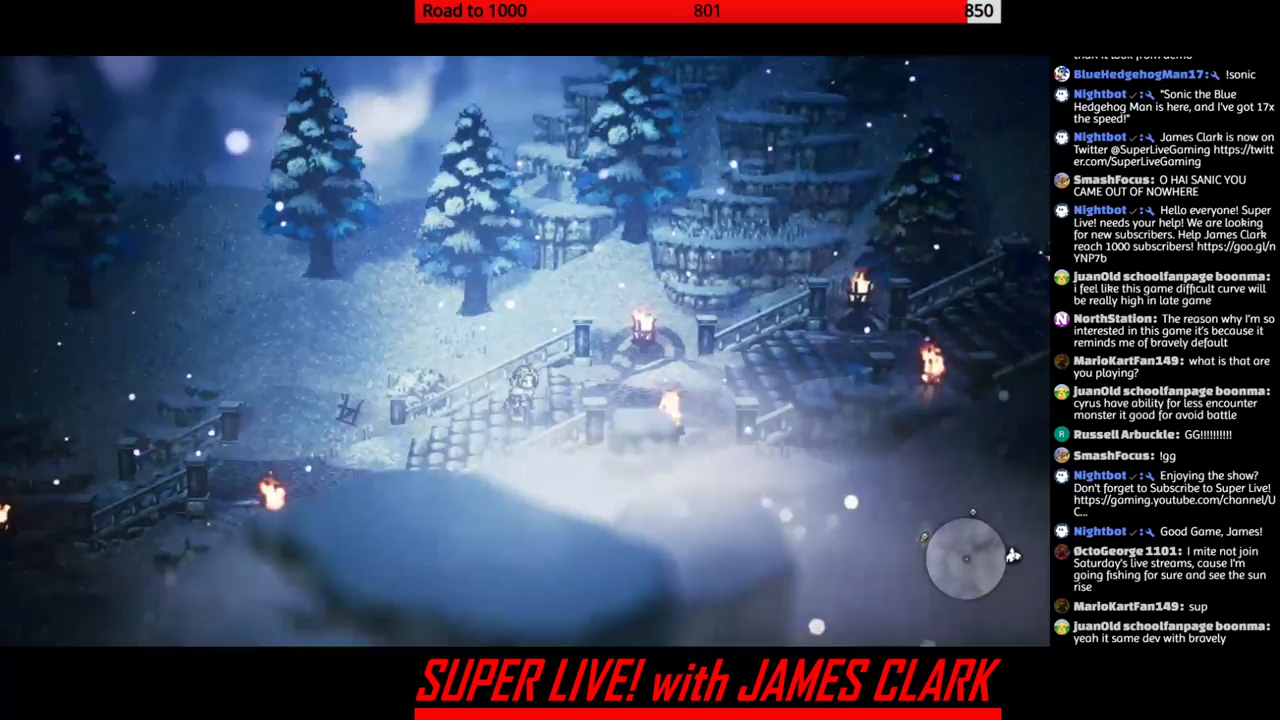 Road to 1000 801 850
BlueHedgehogMan17: !sonic
Nightbot: "Sonic the Blue
Hedgehog Man is here, and I've got 17x
the speed!"
Nightbot: James Clark is now on
Twitter @SuperLiveGaming https://twitt
er.com/SuperLiveGaming
SmashFocus: O HAI SANIC YOU
CAME OUT OF NOWHERE
Nightbot: Hello everyone! Super
Live! needs your help! We are looking
for new subscribers. Help James Clark
reach 1000 subscribers! https://goo.gl/n
YNP7b
juanOld schoolfanpage boonma:
i feel like this game difficult curve will
be really high in late game
NorthStation: The reason why I'm so
interested in this game it's because it
reminds me of bravely default
MarioKartFan149: what is that are
you playing?
juanOld schoolfanpage boonma:
cyrus have ability for less encounter
monster it good for avoid battle
R Russell Arbuckle: GG!!!!!!!!!!
SmashFocus: !gg
Nightbot: Enjoying the show?
Don't forget to Subscribe to Super Live!
https://gaming.youtube.com/channel/U
C...
Nightbot: Good Game, James!
ØctoGeorge 1101: I mite not join
Saturday's live streams, cause I'm
going fishing for sure and see the sun
rise
MarioKartFan149: sup
juanOld schoolfanpage boonma:
yeah it same dev with bravely
SUPER LIVE! with JAMES CLARK